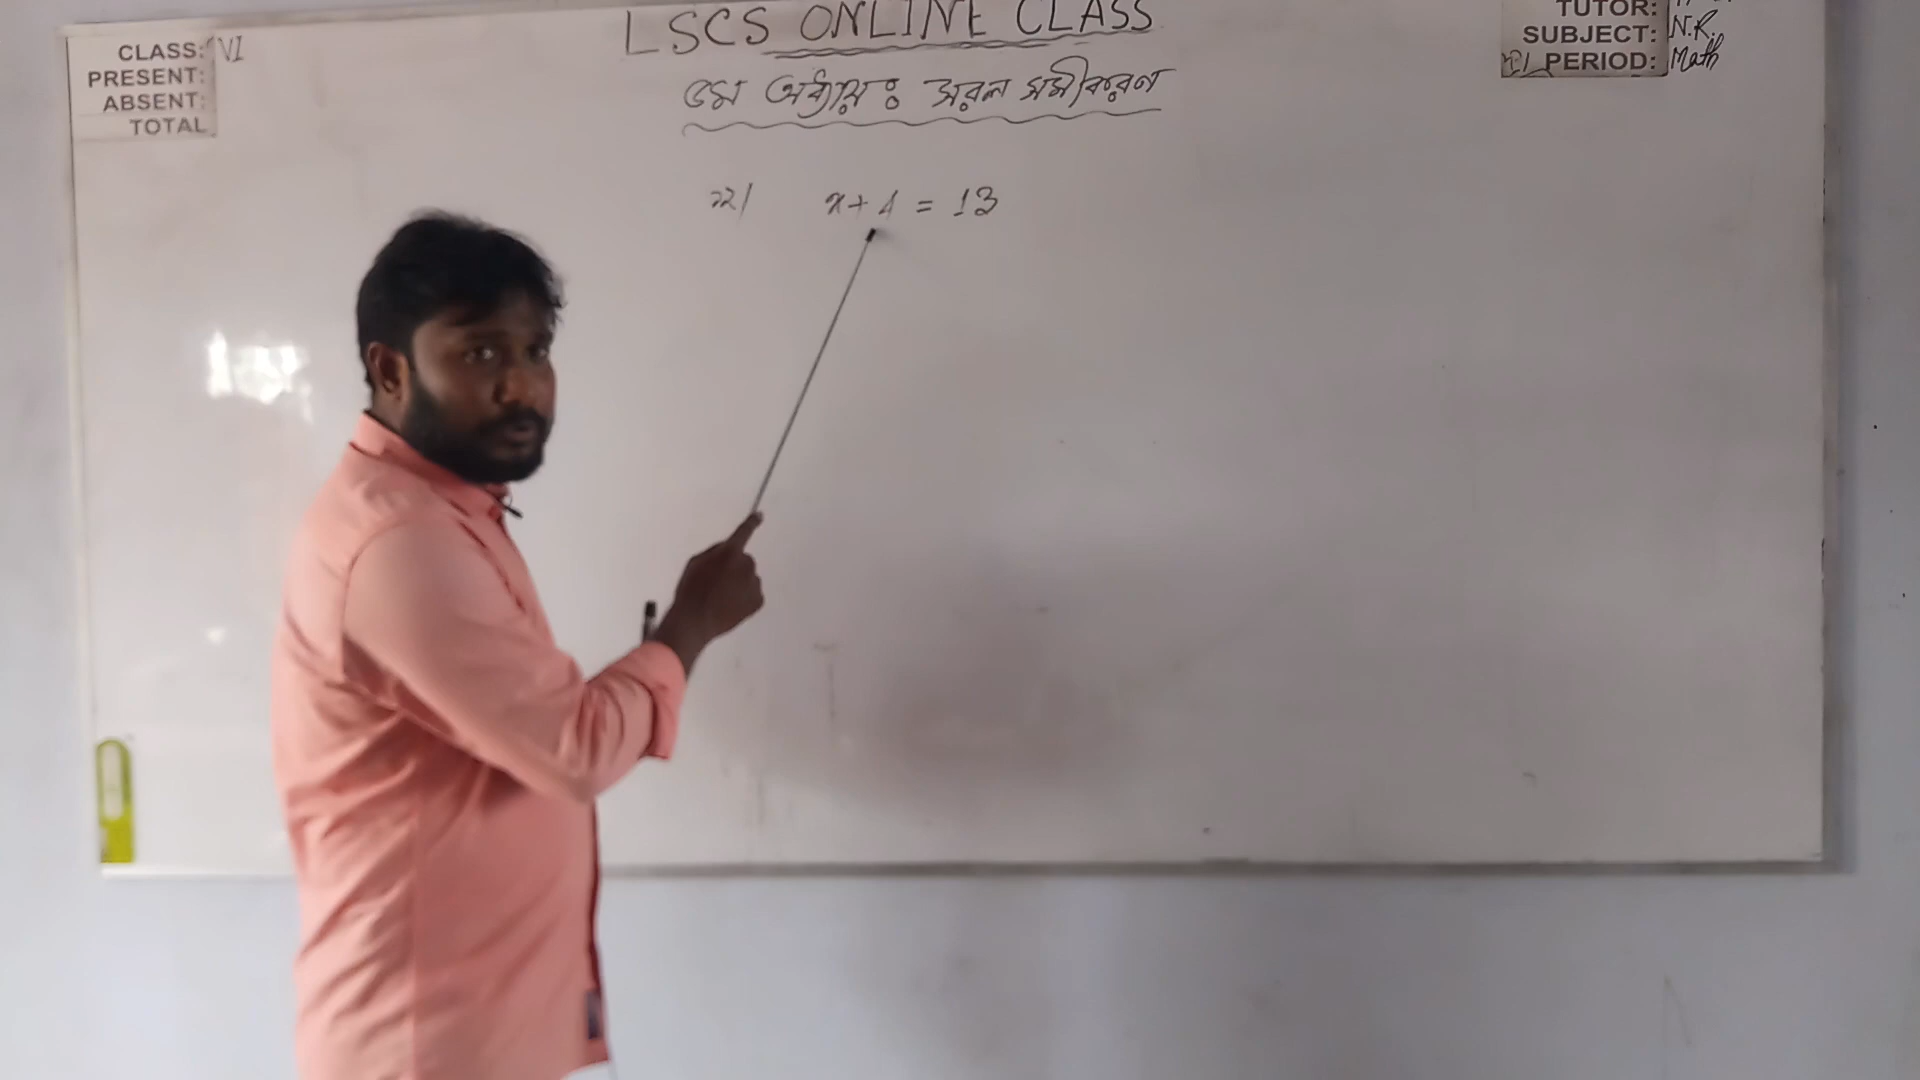 LSCS ONLINE CLASS
CLASS: VI
PRESENT:
ABSENT:
TOTAL
TUTOR:
SUBJECT: N.R.
PERIOD: Math
৫ম অধ্যায় : সরল সমীকরণ
১২। x + 4 = 13